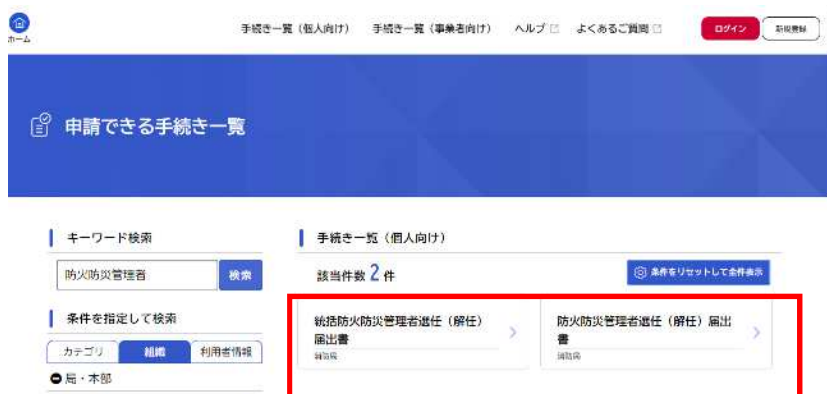 ホーム
手続き一覧（個人向け） 手続き一覧（事業者向け） ヘルプ よくあるご質問 ログイン 新規登録
申請できる手続き一覧
キーワード検索
防火防災管理者 検索
条件を指定して検索
カテゴリ 組織 利用者情報
局・本部
手続き一覧（個人向け）
該当件数 2 件
条件をリセットして全件表示
統括防火防災管理者選任（解任）
届出書
消防局
防火防災管理者選任（解任）届出
書
消防局